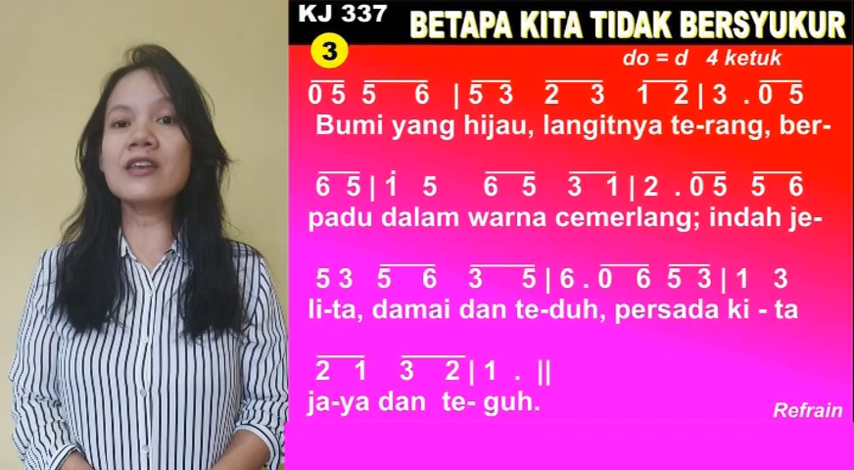 KJ 337
BETAPA KITA TIDAK BERSYUKUR
3
do = d 4 ketuk
0 5 5 6 | 5 3 2 3 1 2 | 3 . 0 5
Bumi yang hijau, langitnya te-rang, ber-
6 5 | 1 5 6 5 3 1 | 2 . 0 5 5 6
padu dalam warna cemerlang; indah je-
5 3 5 6 3 5 | 6 . 0 6 5 3 | 1 3
li-ta, damai dan te-duh, persada ki - ta
2 1 3 2 | 1 . ||
ja-ya dan te- guh.
Refrain